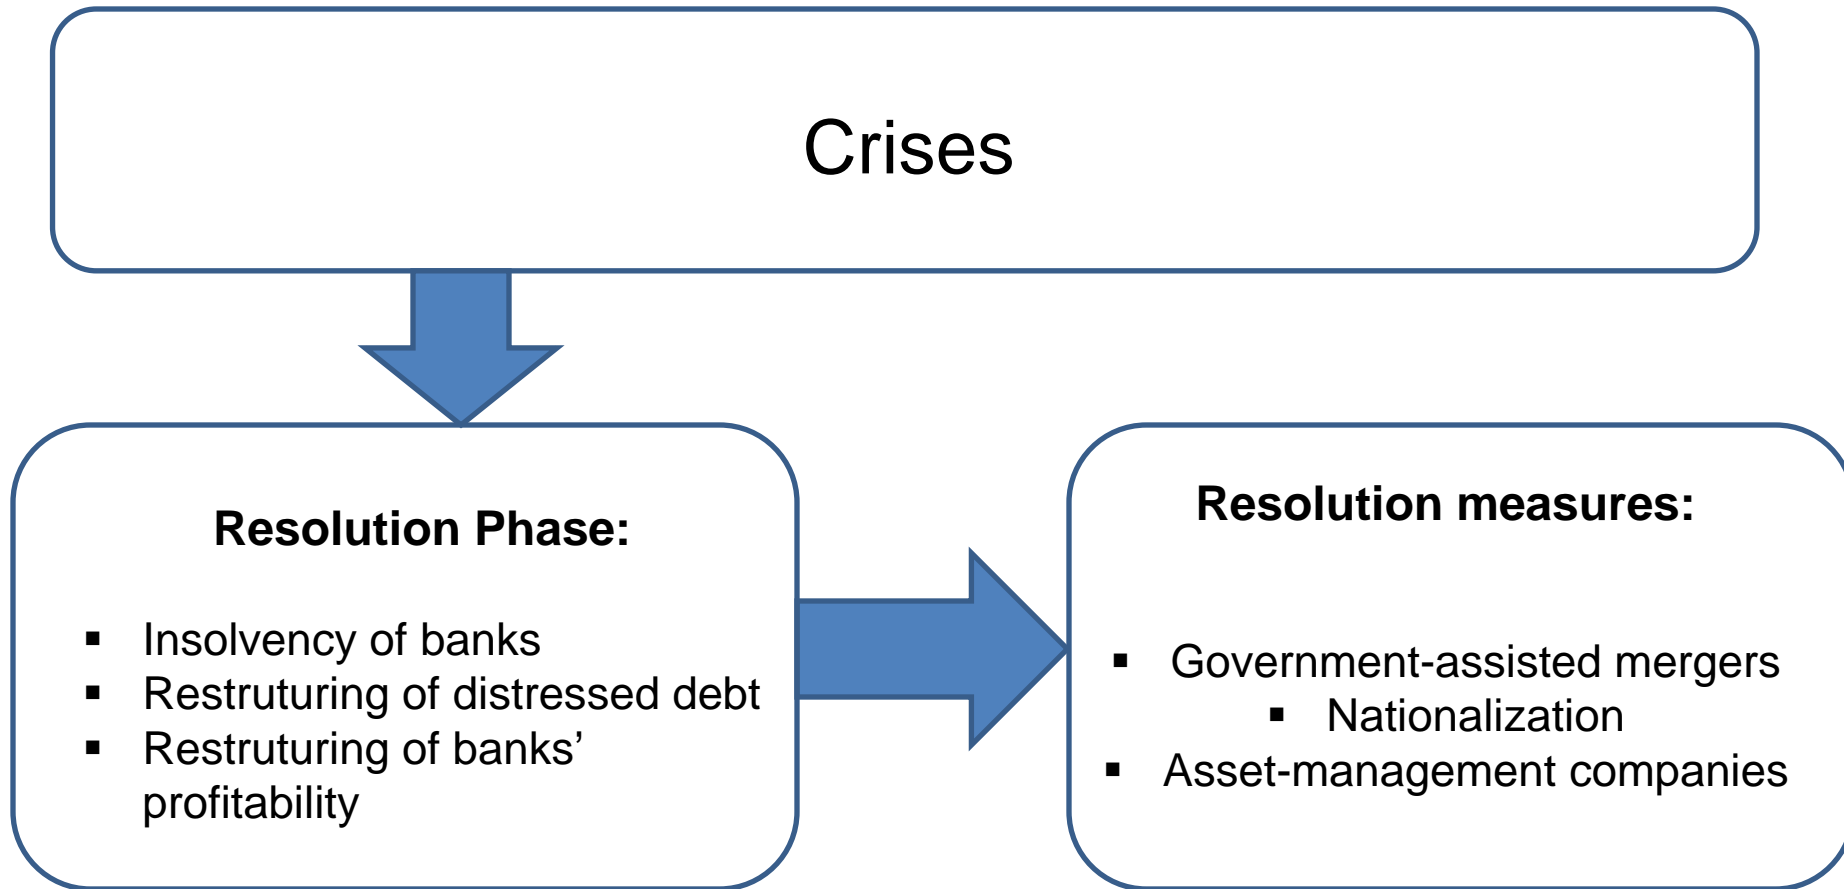 Crises
Resolution Phase:
▪ Insolvency of banks
▪ Restruturing of distressed debt
▪ Restruturing of banks’
profitability
Resolution measures:
▪ Government-assisted mergers
▪ Nationalization
▪ Asset-management companies